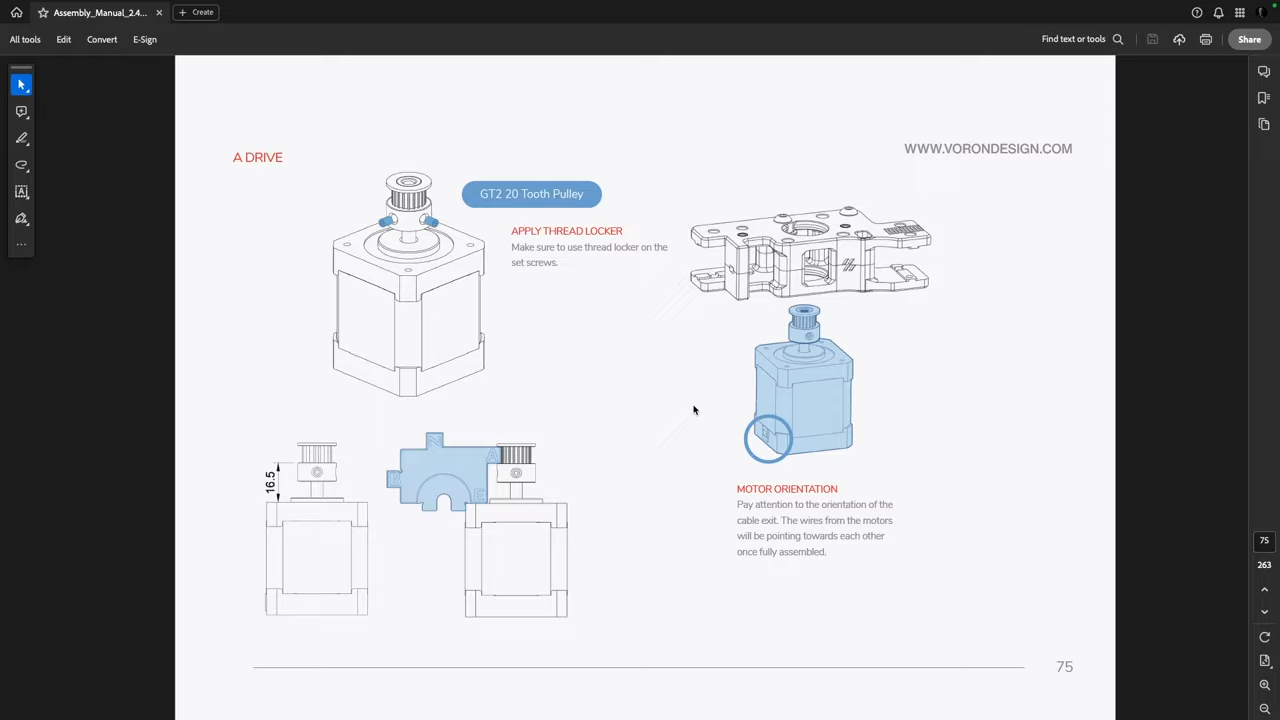 Assembly_Manual_2.4...
Create
All tools
Edit
Convert
E-Sign
Find text or tools
Share
A DRIVE
WWW.VORONDESIGN.COM
GT2 20 Tooth Pulley
APPLY THREAD LOCKER
Make sure to use thread locker on the
set screws.
16.5
N
A
B
E
MOTOR ORIENTATION
Pay attention to the orientation of the
cable exit. The wires from the motors
will be pointing towards each other
once fully assembled.
75
75
263